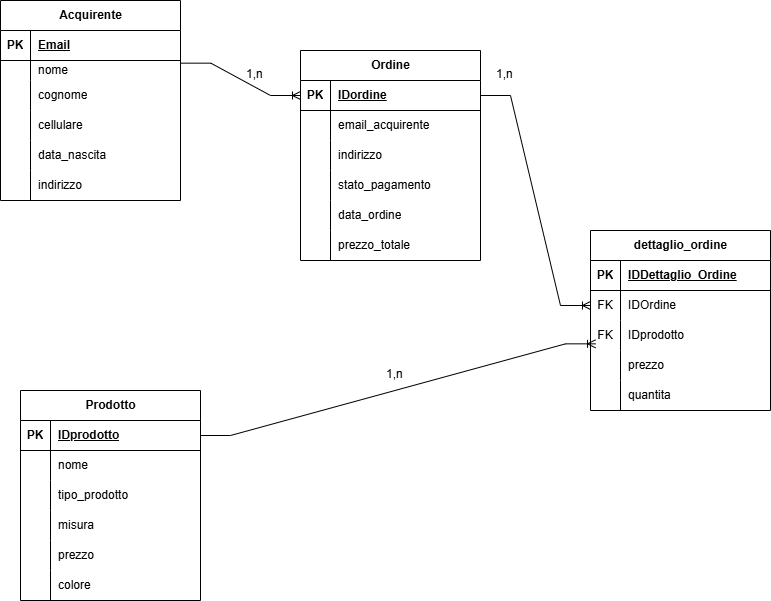 Acquirente
PK Email
nome
cognome
cellulare
data_nascita
indirizzo
1,n
Ordine
PK IDordine
email_acquirente
indirizzo
stato_pagamento
data_ordine
prezzo_totale
1,n
dettaglio_ordine
PK IDDettaglio_Ordine
FK IDOrdine
FK IDprodotto
prezzo
quantita
1,n
Prodotto
PK IDprodotto
nome
tipo_prodotto
misura
prezzo
colore